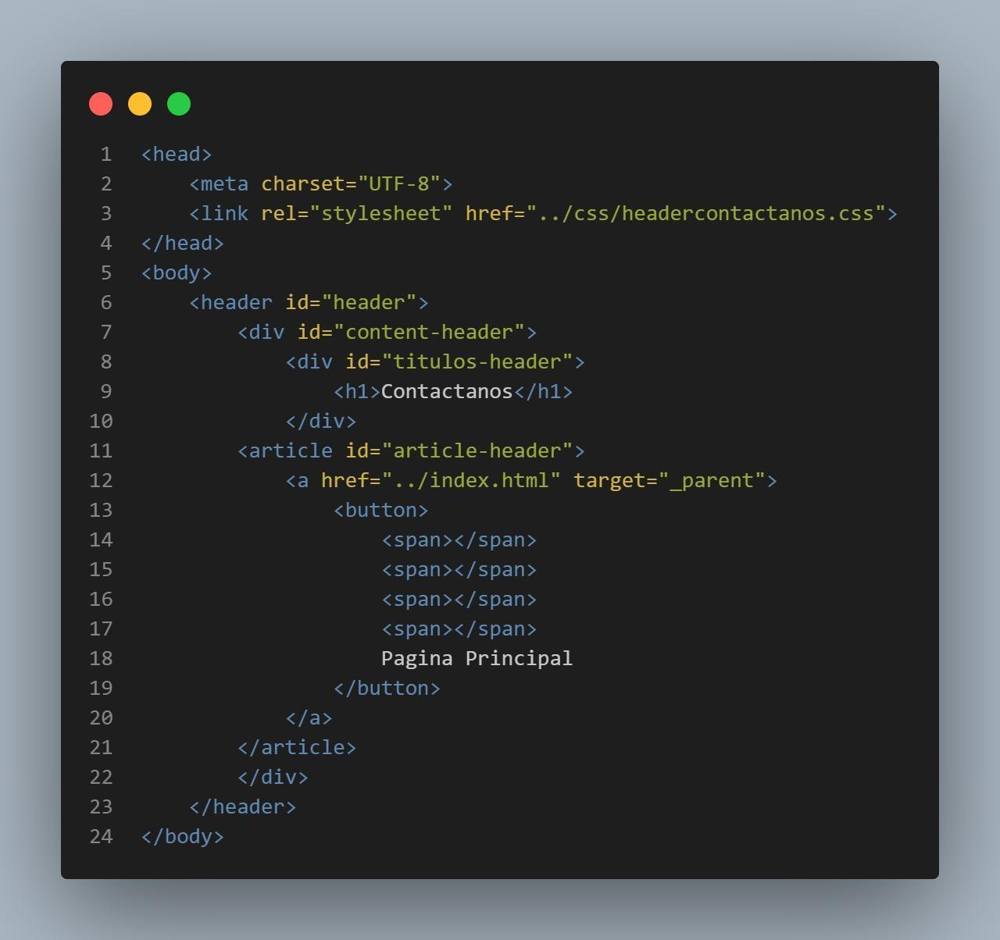 1 <head>
2     <meta charset="UTF-8">
3     <link rel="stylesheet" href="../css/headercontactanos.css">
4 </head>
5 <body>
6     <header id="header">
7         <div id="content-header">
8             <div id="titulos-header">
9                 <h1>Contactanos</h1>
10             </div>
11         <article id="article-header">
12             <a href="../index.html" target="_parent">
13                 <button>
14                     <span></span>
15                     <span></span>
16                     <span></span>
17                     <span></span>
18                     Pagina Principal
19                 </button>
20             </a>
21         </article>
22         </div>
23     </header>
24 </body>